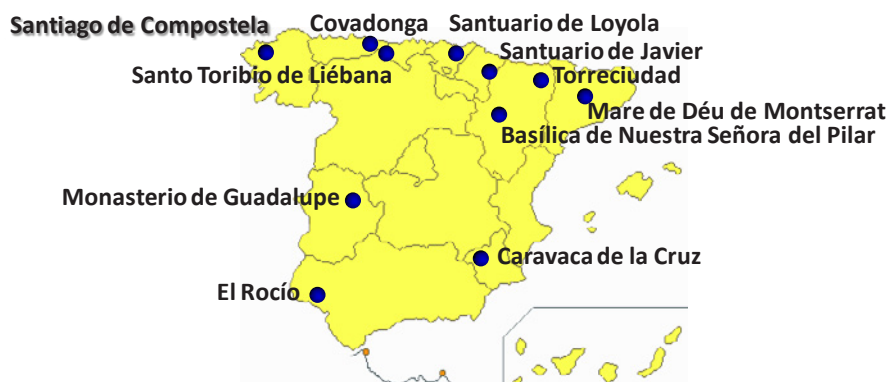 Santiago de Compostela
Covadonga
Santuario de Loyola
Santuario de Javier
Santo Toribio de Liébana
Torreciudad
Mare de Déu de Montserrat
Basílica de Nuestra Señora del Pilar
Monasterio de Guadalupe
Caravaca de la Cruz
El Rocío